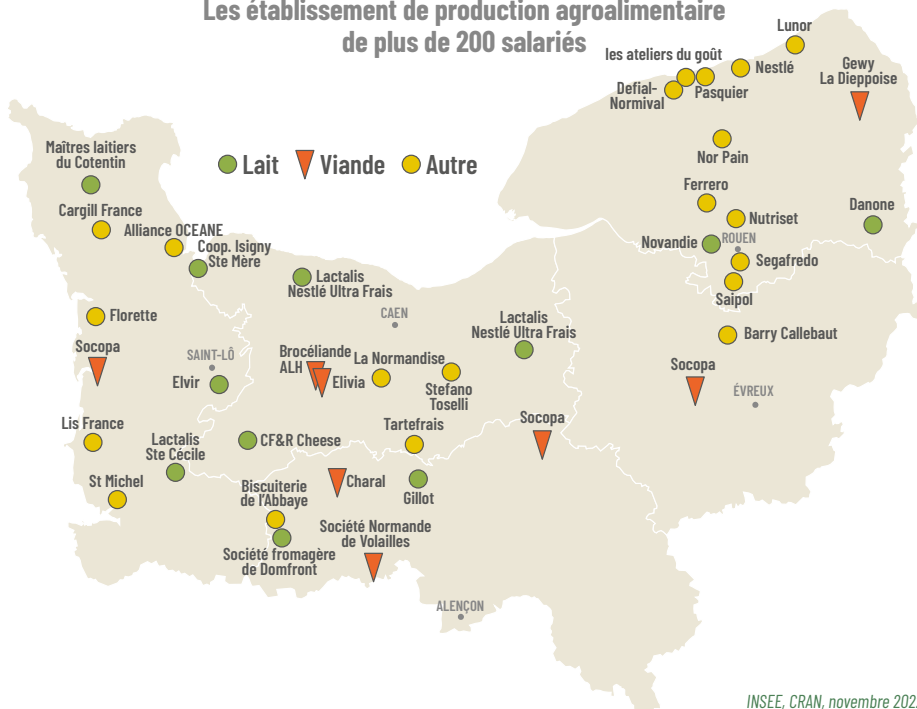 Les établissement de production agroalimentaire
de plus de 200 salariés
Lait
Viande
Autre
Lunor
les ateliers du goût
Nestlé
Gewy
La Dieppoise
Defial-
Normival
Pasquier
Nor Pain
Maîtres laitiers
du Cotentin
Ferrero
Cargill France
Nutriset
Danone
Alliance OCEANE
Coop. Isigny
Ste Mère
Novandie
ROUEN
Segafredo
Lactalis
Nestlé Ultra Frais
Saipol
Florette
CAEN
Lactalis
Nestlé Ultra Frais
Barry Callebaut
Socopa
SAINT-LÔ
Brocéliande
ALH
La Normandise
Elvir
Elivia
Stefano
Toselli
Socopa
ÉVREUX
Lis France
Lactalis
Ste Cécile
CF&R Cheese
Tartefrais
Socopa
St Michel
Biscuiterie
de l'Abbaye
Charal
Gillot
Société Normande
de Volailles
Société fromagère
de Domfront
ALENÇON
INSEE, CRAN, novembre 202